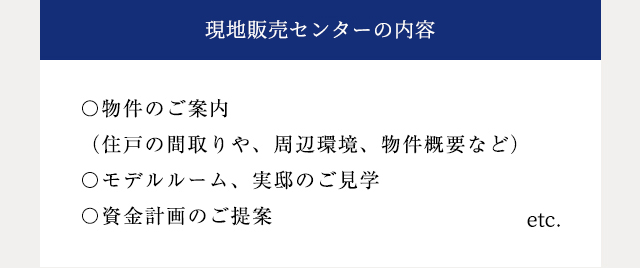 現地販売センターの内容
○物件のご案内
（住戸の間取りや、周辺環境、物件概要など）
○モデルルーム、実邸のご見学
○資金計画のご提案
etc.